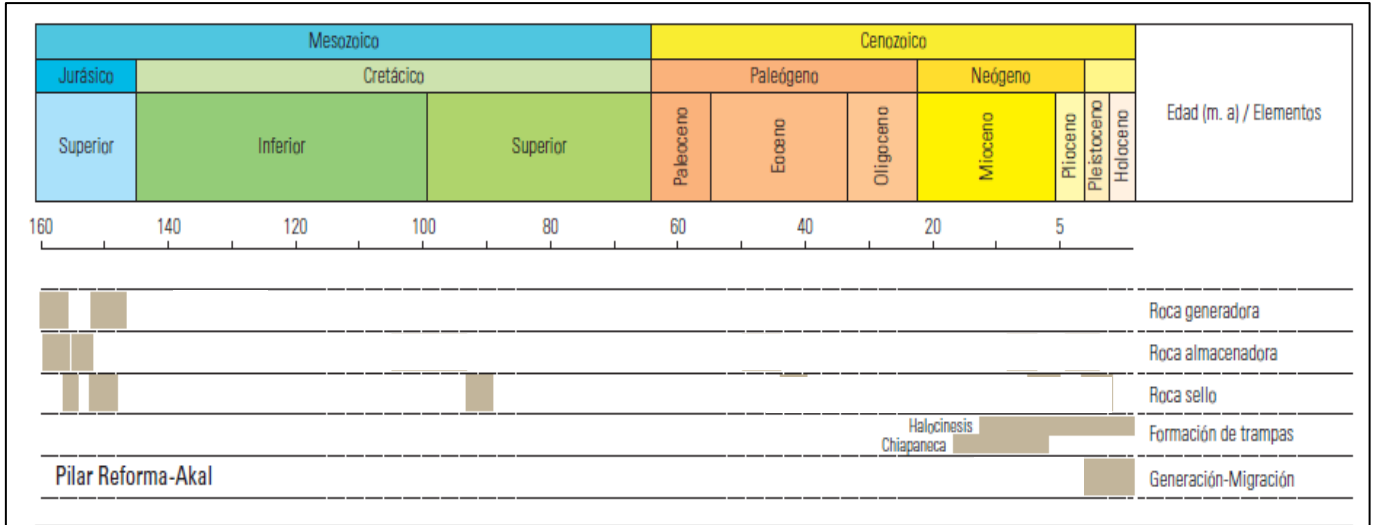 Mesozoico Cenozoico
Jurásico Cretácico Paleógeno Neógeno
Superior Inferior Superior Paleoceno Eoceno Oligoceno Mioceno Plioceno Pleistoceno Holoceno Edad (m. a) / Elementos
160 140 120 100 80 60 40 20 5
Roca generadora
Roca almacenadora
Roca sello
Halocinesis
Chiapaneca
Formación de trampas
Pilar Reforma-Akal Generación-Migración